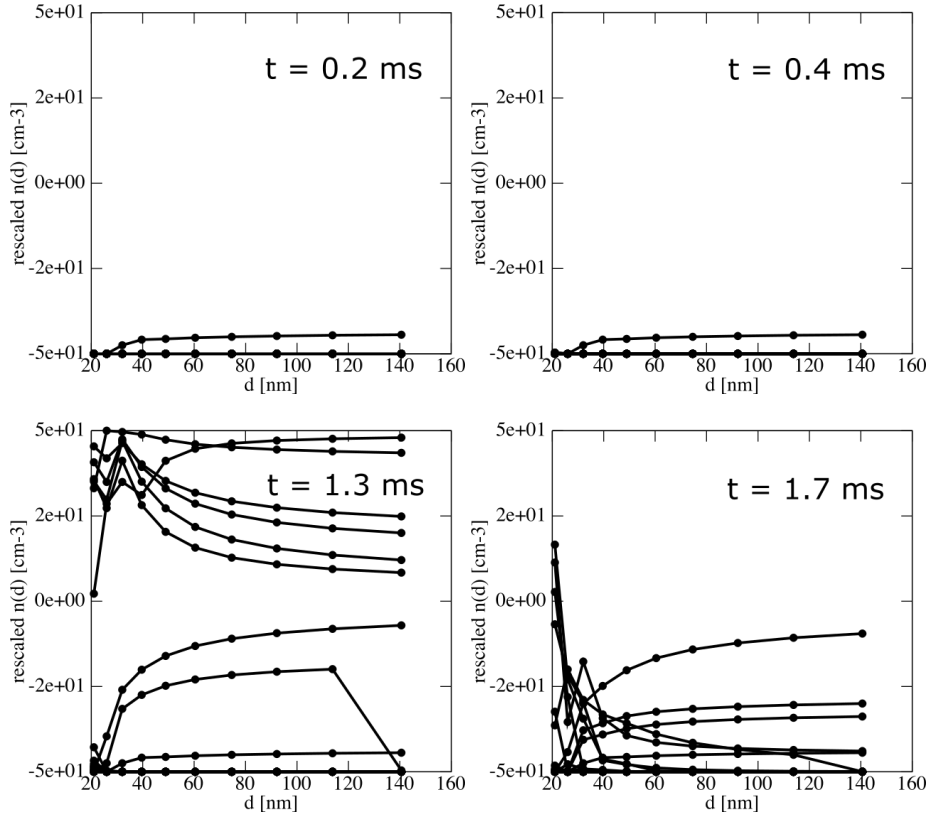 5e+01
2e+01
0e+00
-2e+01
-5e+01
rescaled n(d) [cm-3]
t = 0.2 ms
20 40 60 80 100 120 140 160
d [nm]
5e+01
2e+01
0e+00
-2e+01
-5e+01
rescaled n(d) [cm-3]
t = 0.4 ms
20 40 60 80 100 120 140 160
d [nm]
5e+01
2e+01
0e+00
-2e+01
-5e+01
rescaled n(d) [cm-3]
t = 1.3 ms
20 40 60 80 100 120 140 160
d [nm]
5e+01
2e+01
0e+00
-2e+01
-5e+01
rescaled n(d) [cm-3]
t = 1.7 ms
20 40 60 80 100 120 140 160
d [nm]